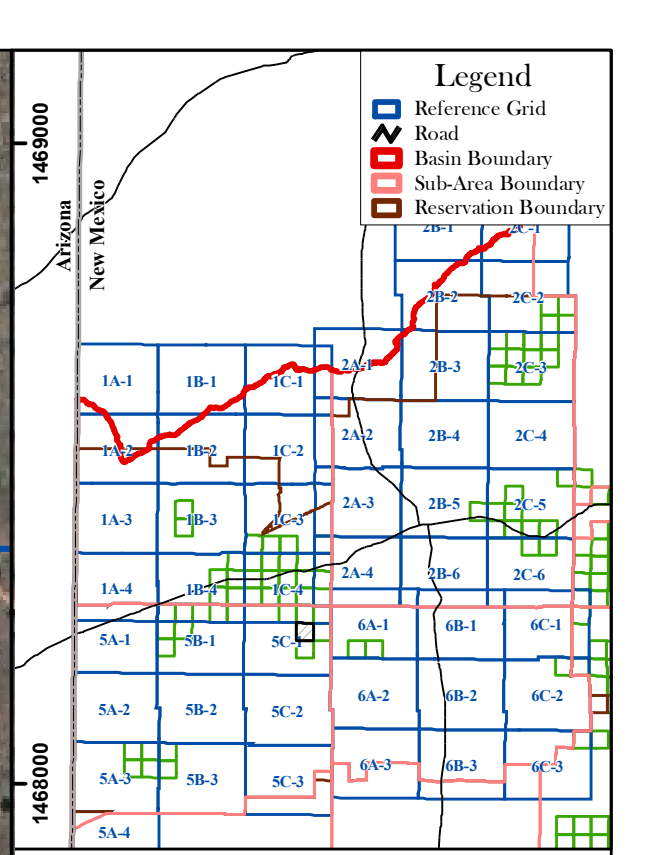 Legend
Reference Grid
Road
Basin Boundary
Sub-Area Boundary
Reservation Boundary
1469000
Arizona
New Mexico
2B-1 2C-1
2B-2 2C-2
1A-1 1B-1 1C-1 2A-1 2B-3 2C-3
1A-2 1B-2 1C-2 2A-2 2B-4 2C-4
1A-3 1B-3 1C-3 2A-3 2B-5 2C-5
1A-4 1B-4 1C-4 2A-4 2B-6 2C-6
5A-1 5B-1 5C-1 6A-1 6B-1 6C-1
5A-2 5B-2 5C-2 6A-2 6B-2 6C-2
5A-3 5B-3 5C-3 6A-3 6B-3 6C-3
5A-4
1468000